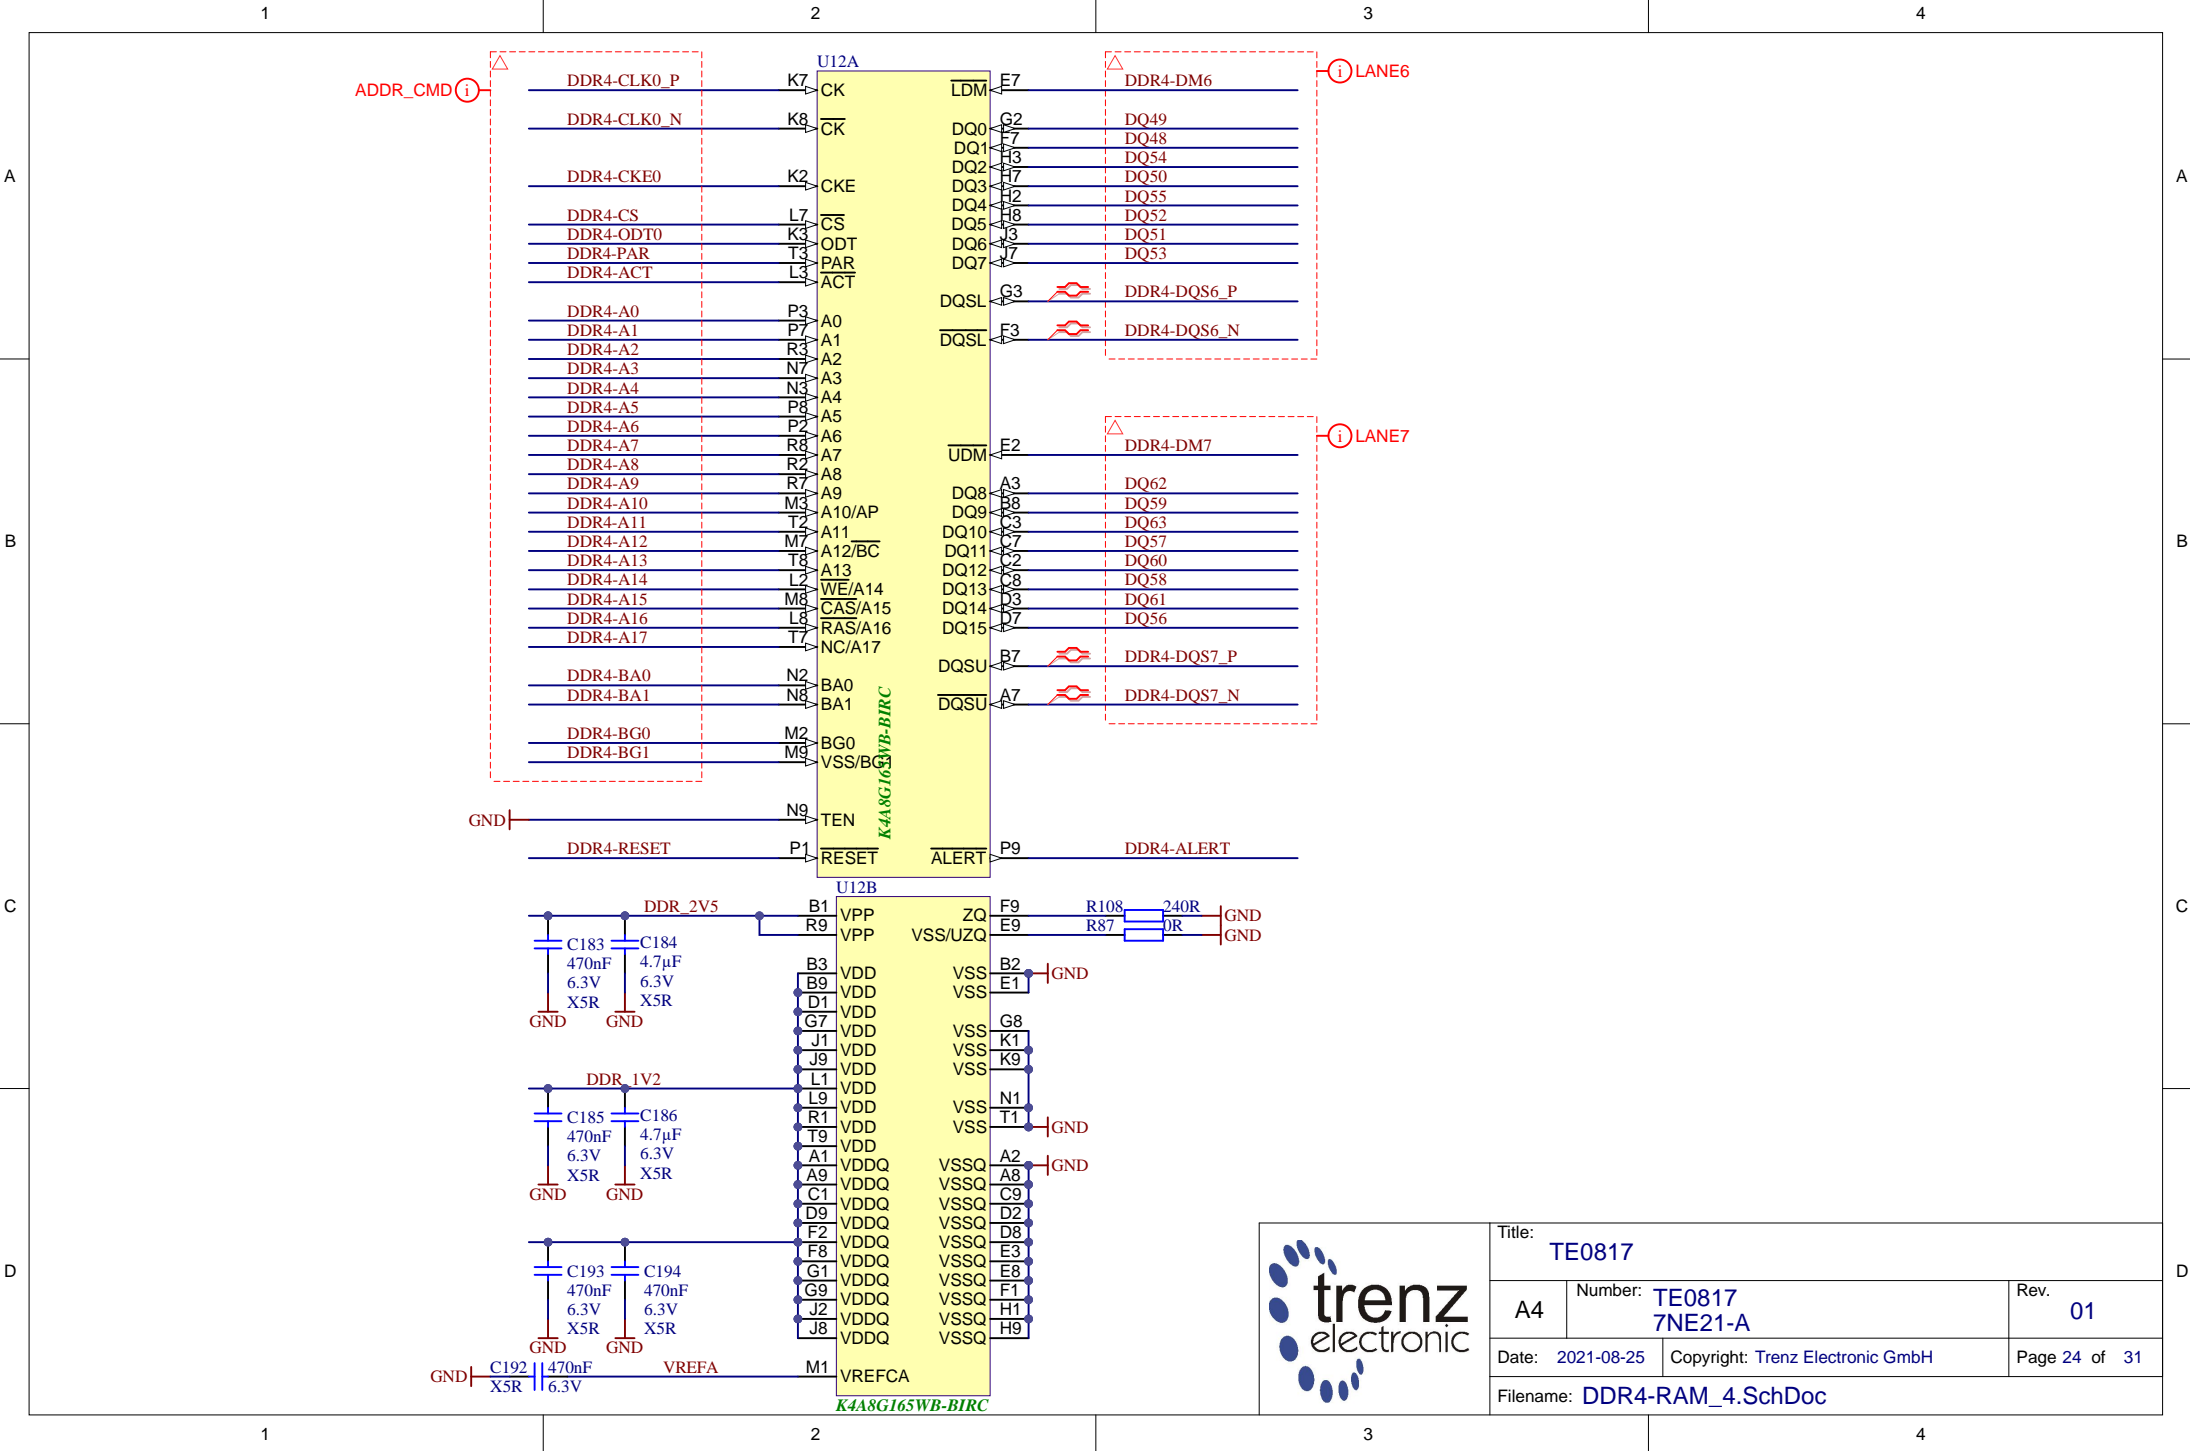 1 2 3 4
U12A
ADDR_CMD i
DDR4-CLK0_P K7 CK
DDR4-CLK0_N K8 CK
DDR4-CKE0 K2 CKE
DDR4-CS L7 CS
DDR4-ODT0 K3 ODT
DDR4-PAR T3 PAR
DDR4-ACT L3 ACT
DDR4-A0 P3 A0
DDR4-A1 P7 A1
DDR4-A2 R3 A2
DDR4-A3 N7 A3
DDR4-A4 N3 A4
DDR4-A5 P8 A5
DDR4-A6 P2 A6
DDR4-A7 R8 A7
DDR4-A8 R2 A8
DDR4-A9 R7 A9
DDR4-A10 M3 A10/AP
DDR4-A11 T2 A11
DDR4-A12 M7 A12/BC
DDR4-A13 T8 A13
DDR4-A14 L2 WE/A14
DDR4-A15 M8 CAS/A15
DDR4-A16 L8 RAS/A16
DDR4-A17 T7 NC/A17
DDR4-BA0 N2 BA0
DDR4-BA1 N8 BA1
DDR4-BG0 M2 BG0
DDR4-BG1 M9 VSS/BG1
GND N9 TEN
DDR4-RESET P1 RESET
K4A8G165WB-BIRC
i LANE6
LDM E7 DDR4-DM6
DQ0 G2 DQ49
DQ1 F7 DQ48
DQ2 H3 DQ54
DQ3 H7 DQ50
DQ4 H2 DQ55
DQ5 H8 DQ52
DQ6 J3 DQ51
DQ7 J7 DQ53
DQSL G3 DDR4-DQS6_P
DQSL F3 DDR4-DQS6_N
i LANE7
UDM E2 DDR4-DM7
DQ8 A3 DQ62
DQ9 B8 DQ59
DQ10 C3 DQ63
DQ11 C7 DQ57
DQ12 C2 DQ60
DQ13 C8 DQ58
DQ14 D3 DQ61
DQ15 D7 DQ56
DQSU B7 DDR4-DQS7_P
DQSU A7 DDR4-DQS7_N
ALERT P9 DDR4-ALERT
U12B
DDR_2V5 B1 VPP
R9 VPP
C183
470nF
6.3V
X5R
GND
C184
4.7µF
6.3V
X5R
GND
B3 VDD
B9 VDD
D1 VDD
G7 VDD
J1 VDD
J9 VDD
DDR_1V2 L1 VDD
L9 VDD
R1 VDD
T9 VDD
A1 VDDQ
A9 VDDQ
C1 VDDQ
D9 VDDQ
F2 VDDQ
F8 VDDQ
G1 VDDQ
G9 VDDQ
J2 VDDQ
J8 VDDQ
C185
470nF
6.3V
X5R
GND
C186
4.7µF
6.3V
X5R
GND
C193
470nF
6.3V
X5R
GND
C194
470nF
6.3V
X5R
GND
GND C192 470nF VREFA M1 VREFCA
X5R 6.3V
ZQ F9 R108 240R GND
VSS/UZQ E9 R87 0R GND
VSS B2 GND
VSS E1
VSS G8
VSS K1
VSS K9
VSS N1
VSS T1 GND
VSSQ A2 GND
VSSQ A8
VSSQ C9
VSSQ D2
VSSQ D8
VSSQ E3
VSSQ E8
VSSQ F1
VSSQ H1
VSSQ H9
K4A8G165WB-BIRC
A A
B B
C C
D D
trenz
electronic
Title:
TE0817
A4
Number: TE0817
7NE21-A
Rev.
01
Date: 2021-08-25 Copyright: Trenz Electronic GmbH Page 24 of 31
Filename: DDR4-RAM_4.SchDoc
1 2 3 4